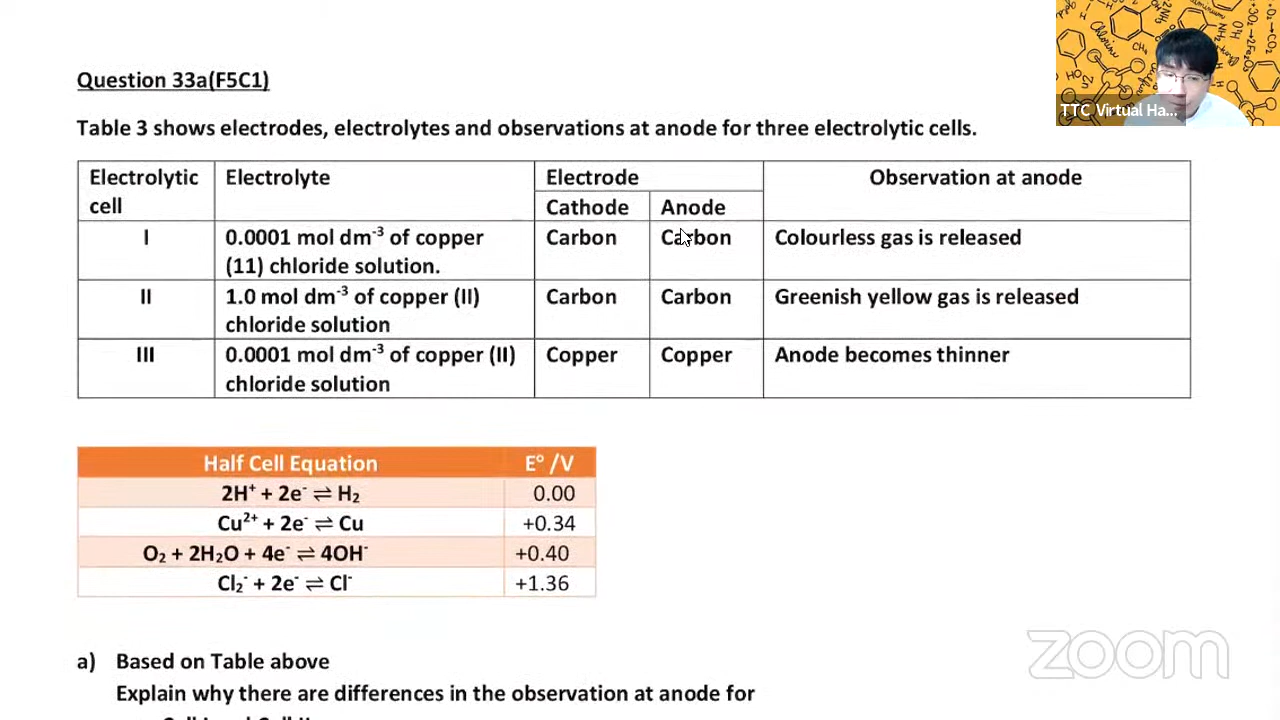 Question 33a(F5C1)
Table 3 shows electrodes, electrolytes and observations at anode for three electrolytic cells.
Electrolytic cell Electrolyte Electrode Observation at anode
Cathode Anode
I 0.0001 mol dm⁻³ of copper (11) chloride solution. Carbon Carbon Colourless gas is released
II 1.0 mol dm⁻³ of copper (II) chloride solution Carbon Carbon Greenish yellow gas is released
III 0.0001 mol dm⁻³ of copper (II) chloride solution Copper Copper Anode becomes thinner
Half Cell Equation E° /V
2H⁺ + 2e⁻ ⇌ H₂ 0.00
Cu²⁺ + 2e⁻ ⇌ Cu +0.34
O₂ + 2H₂O + 4e⁻ ⇌ 4OH⁻ +0.40
Cl₂⁻ + 2e⁻ ⇌ Cl⁻ +1.36
a) Based on Table above
Explain why there are differences in the observation at anode for
TTC Virtual Ha...
zoom